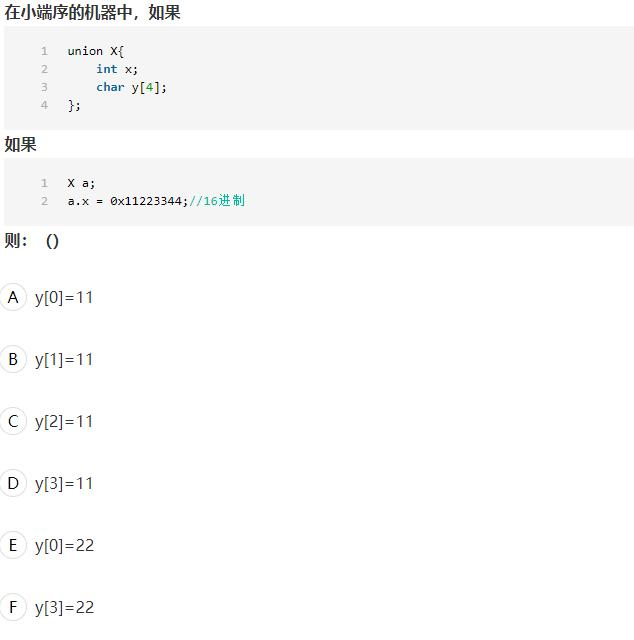 在小端序的机器中，如果
1 union X{
2 int x;
3 char y[4];
4 };
如果
1 X a;
2 a.x = 0x11223344;//16进制
则： ()
A y[0]=11
B y[1]=11
C y[2]=11
D y[3]=11
E y[0]=22
F y[3]=22